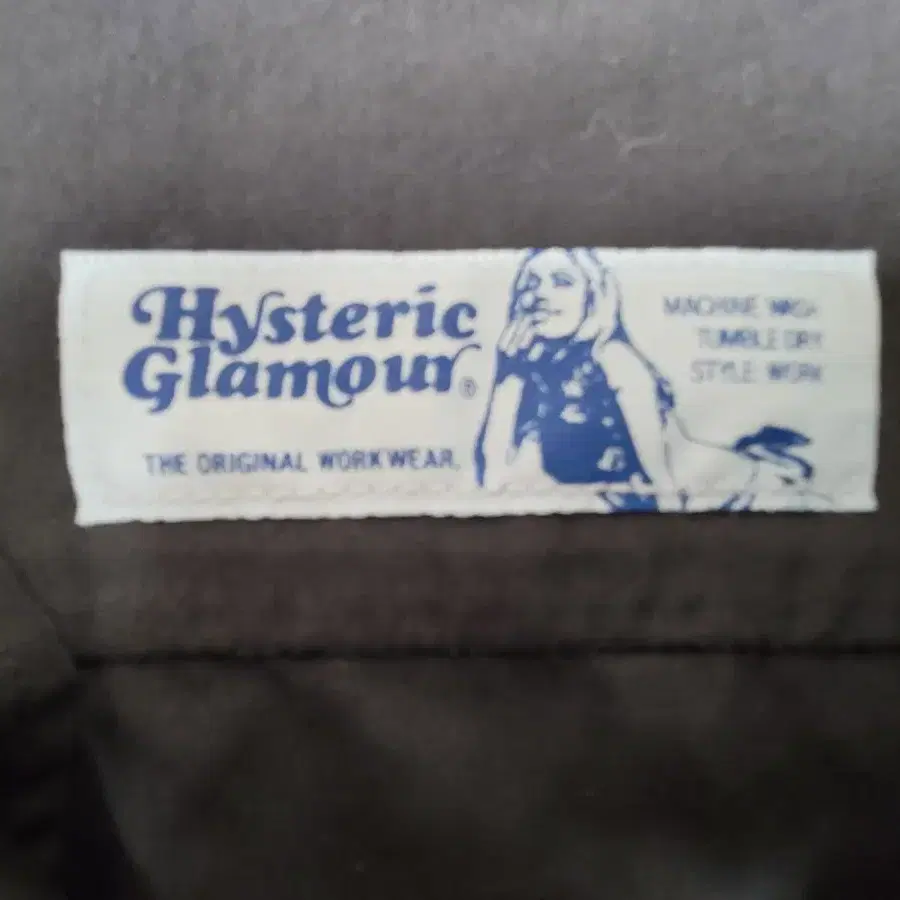 Hysteric
Glamour®
THE ORIGINAL WORKWEAR.
MACHINE WASH
TUMBLE DRY
STYLE WORK